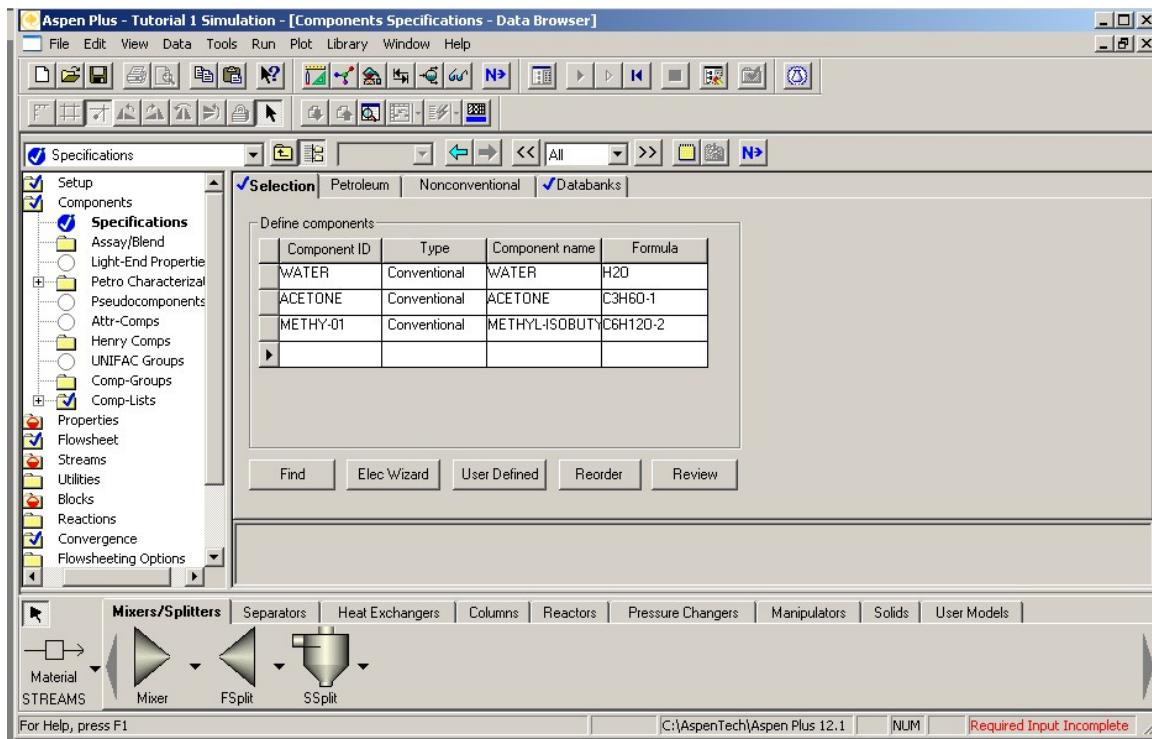 Aspen Plus - Tutorial 1 Simulation - [Components Specifications - Data Browser]
File Edit View Data Tools Run Plot Library Window Help
N
Specifications << All >> N
Setup
Components
Specifications
Assay/Blend
Light-End Propertie
Petro Characterizal
Pseudocomponents
Attr-Comps
Henry Comps
UNIFAC Groups
Comp-Groups
Comp-Lists
Properties
Flowsheet
Streams
Utilities
Blocks
Reactions
Convergence
Flowsheeting Options
Selection Petroleum Nonconventional Databanks
Define components
Component ID Type Component name Formula
WATER Conventional WATER H2O
ACETONE Conventional ACETONE C3H6O-1
METHY-01 Conventional METHYL-ISOBUTY C6H12O-2
Find Elec Wizard User Defined Reorder Review
Mixers/Splitters Separators Heat Exchangers Columns Reactors Pressure Changers Manipulators Solids User Models
Material
STREAMS Mixer FSplit SSplit
For Help, press F1 C:\AspenTech\Aspen Plus 12.1 NUM Required Input Incomplete